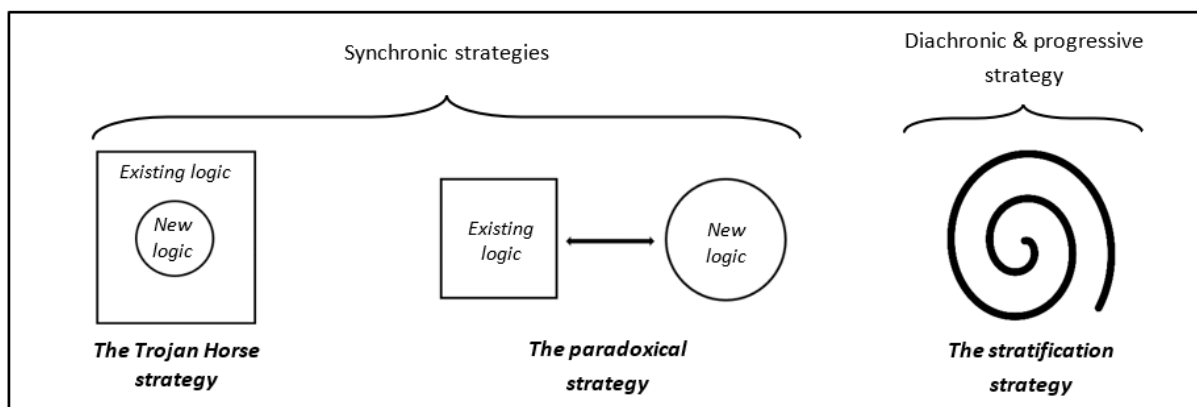 Synchronic strategies
Diachronic & progressive
strategy
Existing logic
New
logic
Existing
logic
New
logic
The Trojan Horse
strategy
The paradoxical
strategy
The stratification
strategy